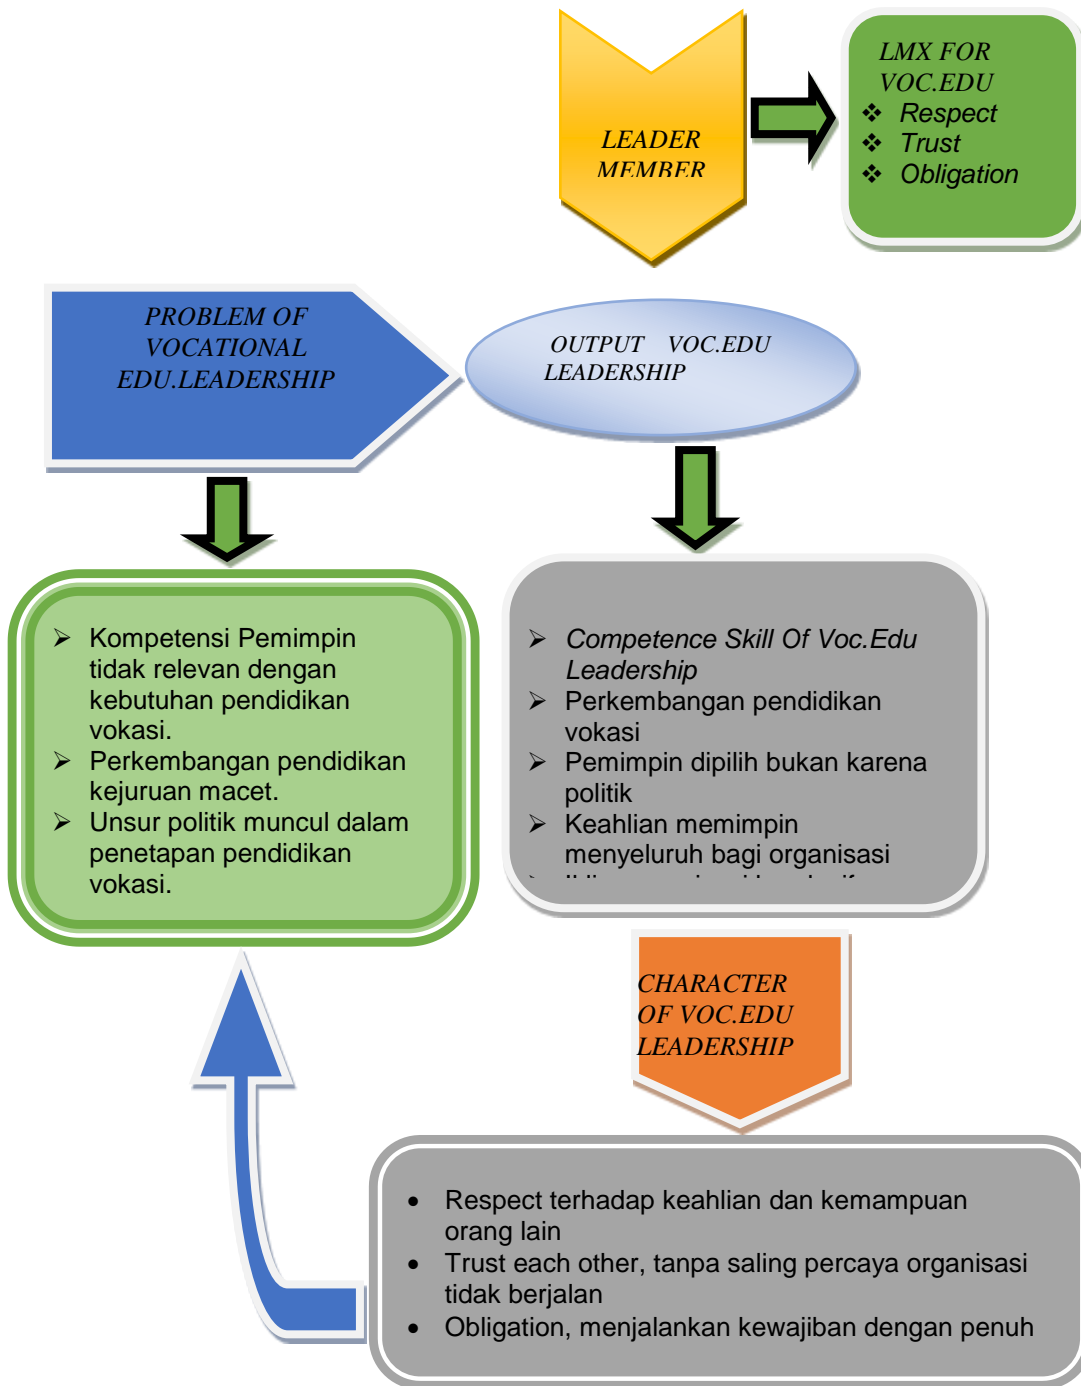 LEADER
MEMBER
LMX FOR
VOC.EDU
❖ Respect
❖ Trust
❖ Obligation
PROBLEM OF
VOCATIONAL
EDU.LEADERSHIP
OUTPUT VOC.EDU
LEADERSHIP
➢ Kompetensi Pemimpin
tidak relevan dengan
kebutuhan pendidikan
vokasi.
➢ Perkembangan pendidikan
kejuruan macet.
➢ Unsur politik muncul dalam
penetapan pendidikan
vokasi.
➢ Competence Skill Of Voc.Edu
Leadership
➢ Perkembangan pendidikan
vokasi
➢ Pemimpin dipilih bukan karena
politik
➢ Keahlian memimpin
menyeluruh bagi organisasi
CHARACTER
OF VOC.EDU
LEADERSHIP
• Respect terhadap keahlian dan kemampuan
orang lain
• Trust each other, tanpa saling percaya organisasi
tidak berjalan
• Obligation, menjalankan kewajiban dengan penuh